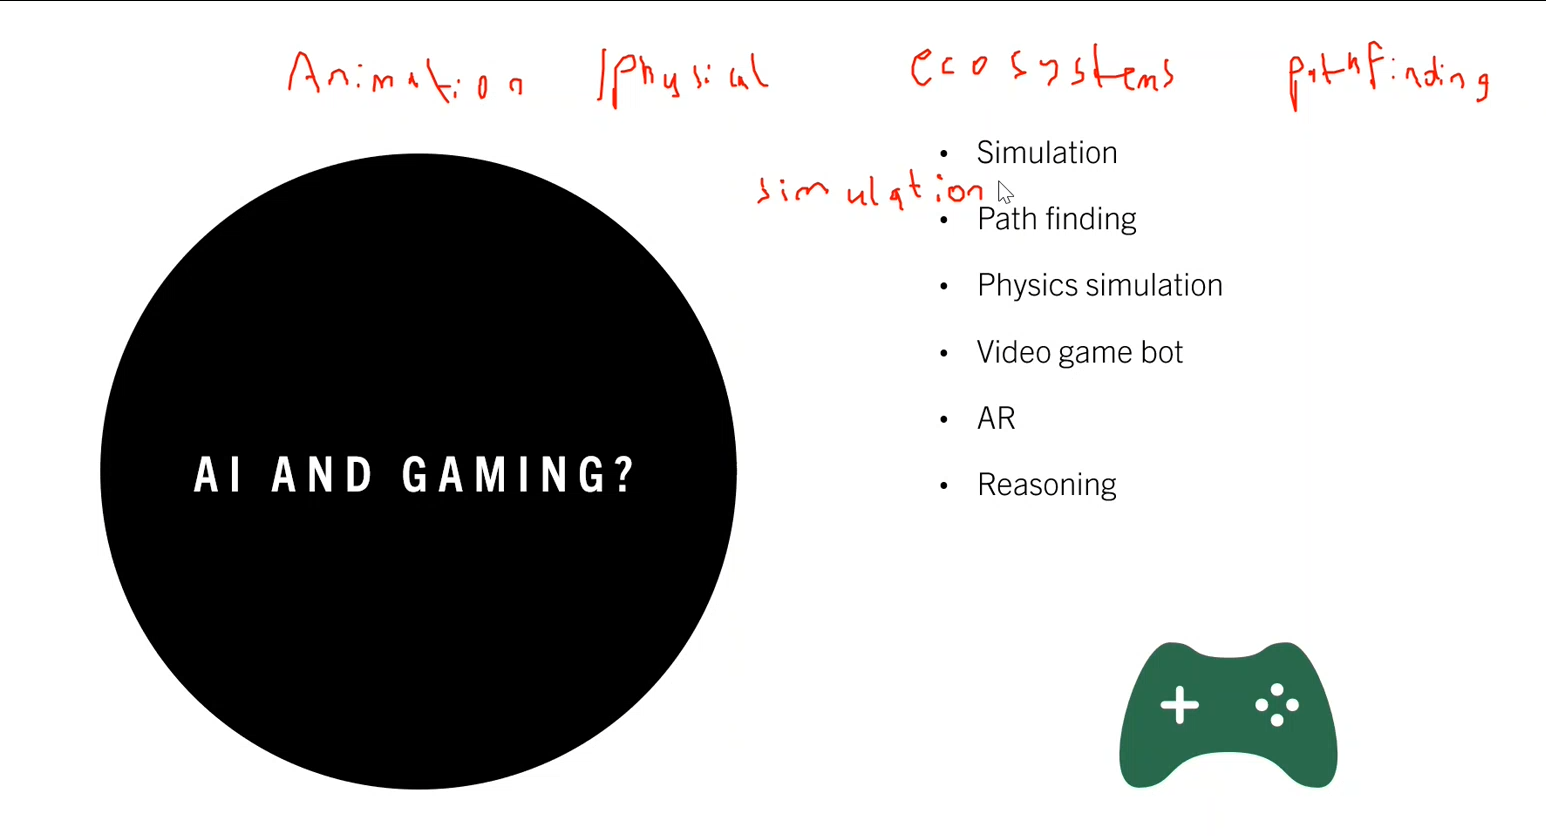 Animation /physical ecosystems pathfinding
• Simulation
simulation
• Path finding
• Physics simulation
• Video game bot
• AR
• Reasoning
AI AND GAMING?